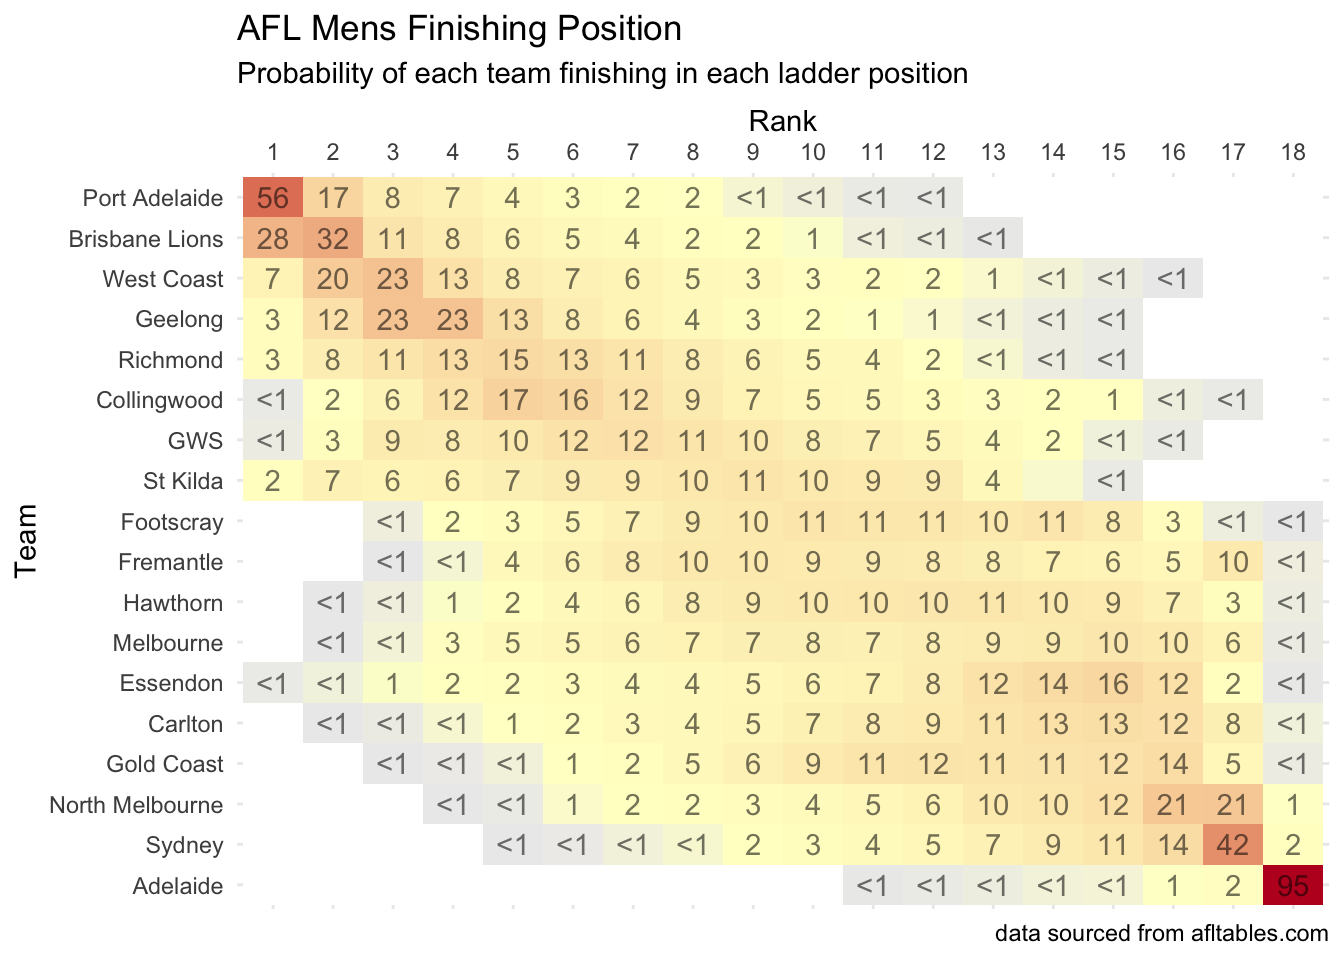 AFL Mens Finishing Position
Probability of each team finishing in each ladder position
Rank
1 2 3 4 5 6 7 8 9 10 11 12 13 14 15 16 17 18
Team
Port Adelaide 56 17 8 7 4 3 2 2 <1 <1 <1 <1
Brisbane Lions 28 32 11 8 6 5 4 2 2 1 <1 <1 <1
West Coast 7 20 23 13 8 7 6 5 3 3 2 2 1 <1 <1 <1
Geelong 3 12 23 23 13 8 6 4 3 2 1 1 <1 <1 <1
Richmond 3 8 11 13 15 13 11 8 6 5 4 2 <1 <1 <1
Collingwood <1 2 6 12 17 16 12 9 7 5 5 3 3 2 1 <1 <1
GWS <1 3 9 8 10 12 12 11 10 8 7 5 4 2 <1 <1
St Kilda 2 7 6 6 7 9 9 10 11 10 9 9 4 <1
Footscray <1 2 3 5 7 9 10 11 11 11 10 11 8 3 <1 <1
Fremantle <1 <1 4 6 8 10 10 9 9 8 8 7 6 5 10 <1
Hawthorn <1 <1 1 2 4 6 8 9 10 10 10 11 10 9 7 3 <1
Melbourne <1 <1 3 5 5 6 7 7 8 7 8 9 9 10 10 6 <1
Essendon <1 <1 1 2 2 3 4 4 5 6 7 8 12 14 16 12 2 <1
Carlton <1 <1 <1 1 2 3 4 5 7 8 9 11 13 13 12 8 <1
Gold Coast <1 <1 <1 1 2 5 6 9 11 12 11 11 12 14 5 <1
North Melbourne <1 <1 1 2 2 3 4 5 6 10 10 12 21 21 1
Sydney <1 <1 <1 <1 2 3 4 5 7 9 11 14 42 2
Adelaide <1 <1 <1 <1 <1 1 2 95
data sourced from afltables.com